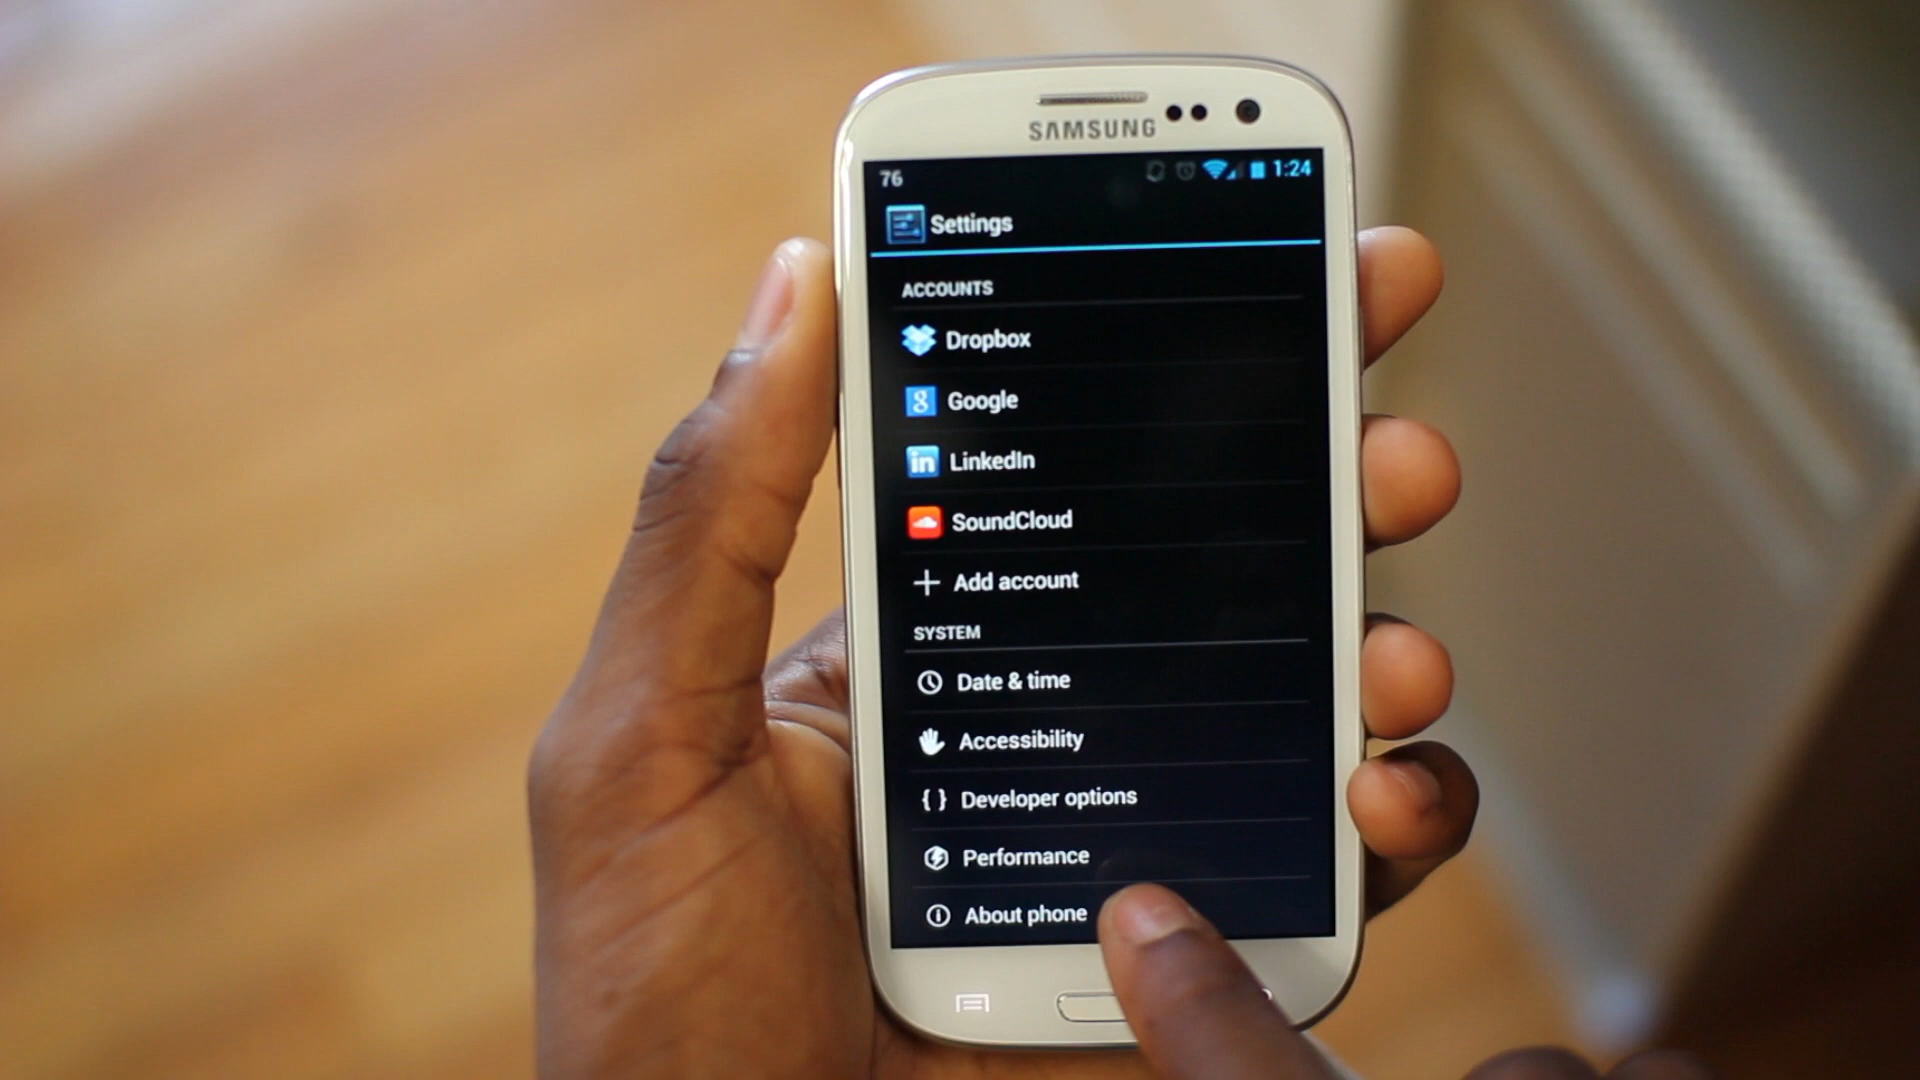 SAMSUNG
76 1:24
Settings
ACCOUNTS
Dropbox
Google
LinkedIn
SoundCloud
Add account
SYSTEM
Date & time
Accessibility
Developer options
Performance
About phone